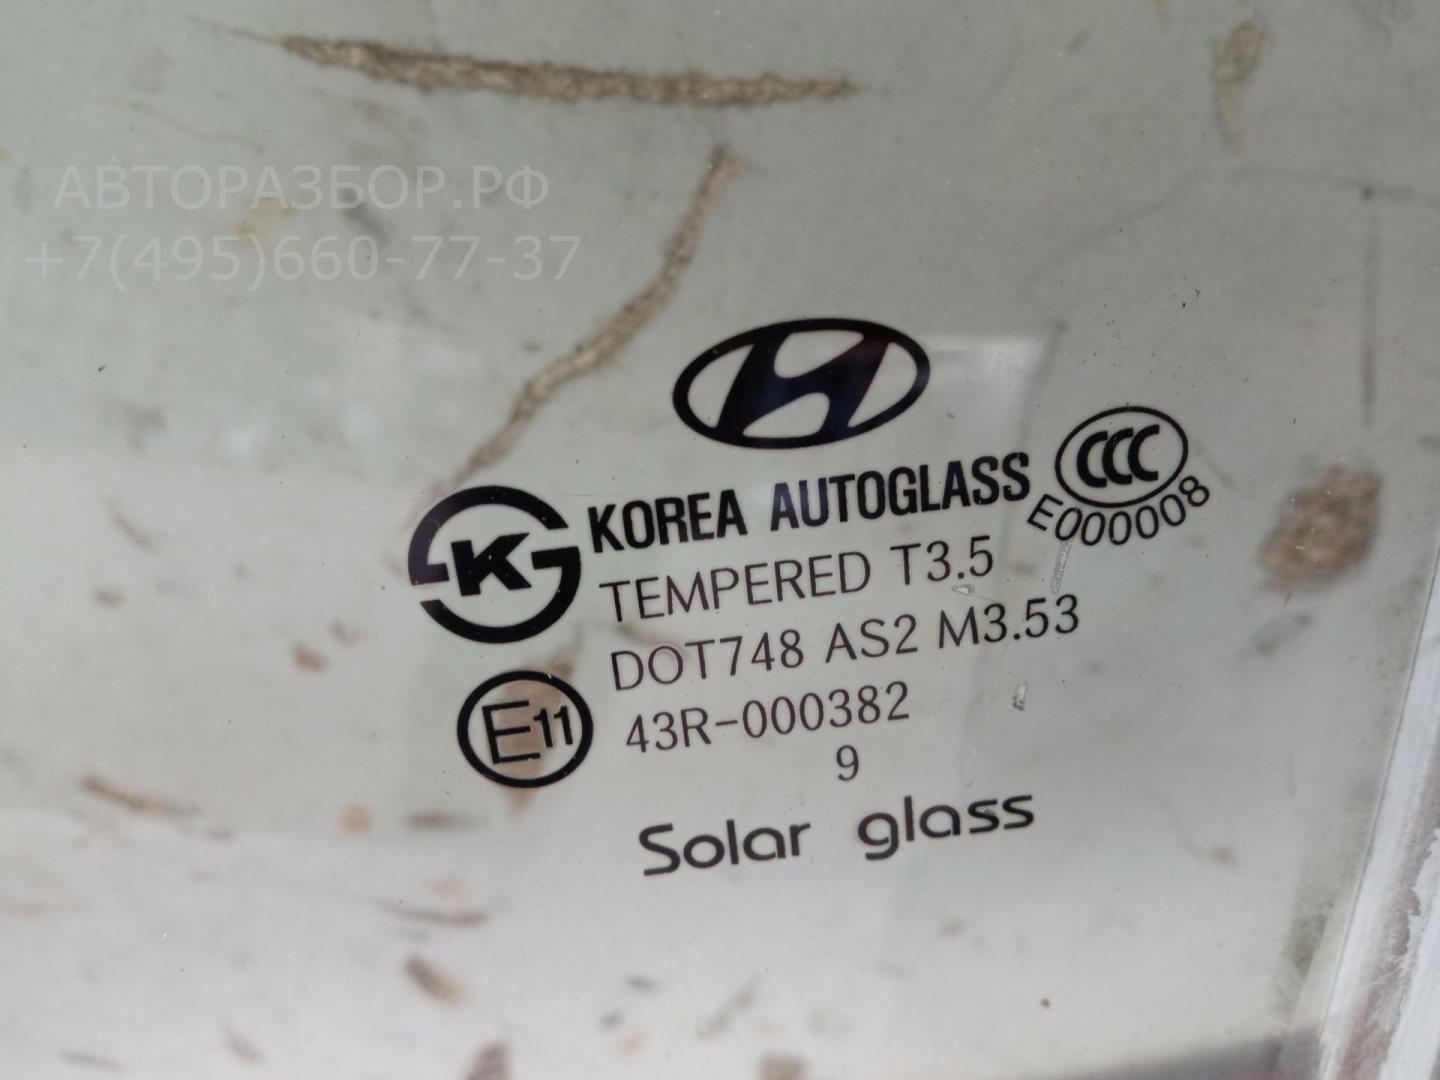 АВТОРАЗБОР.РФ
+7(495)660-77-37
KOREA AUTOGLASS
CCC
E000008
K
TEMPERED T3.5
DOT748 AS2 M3.53
E11
43R-000382
9
Solar glass